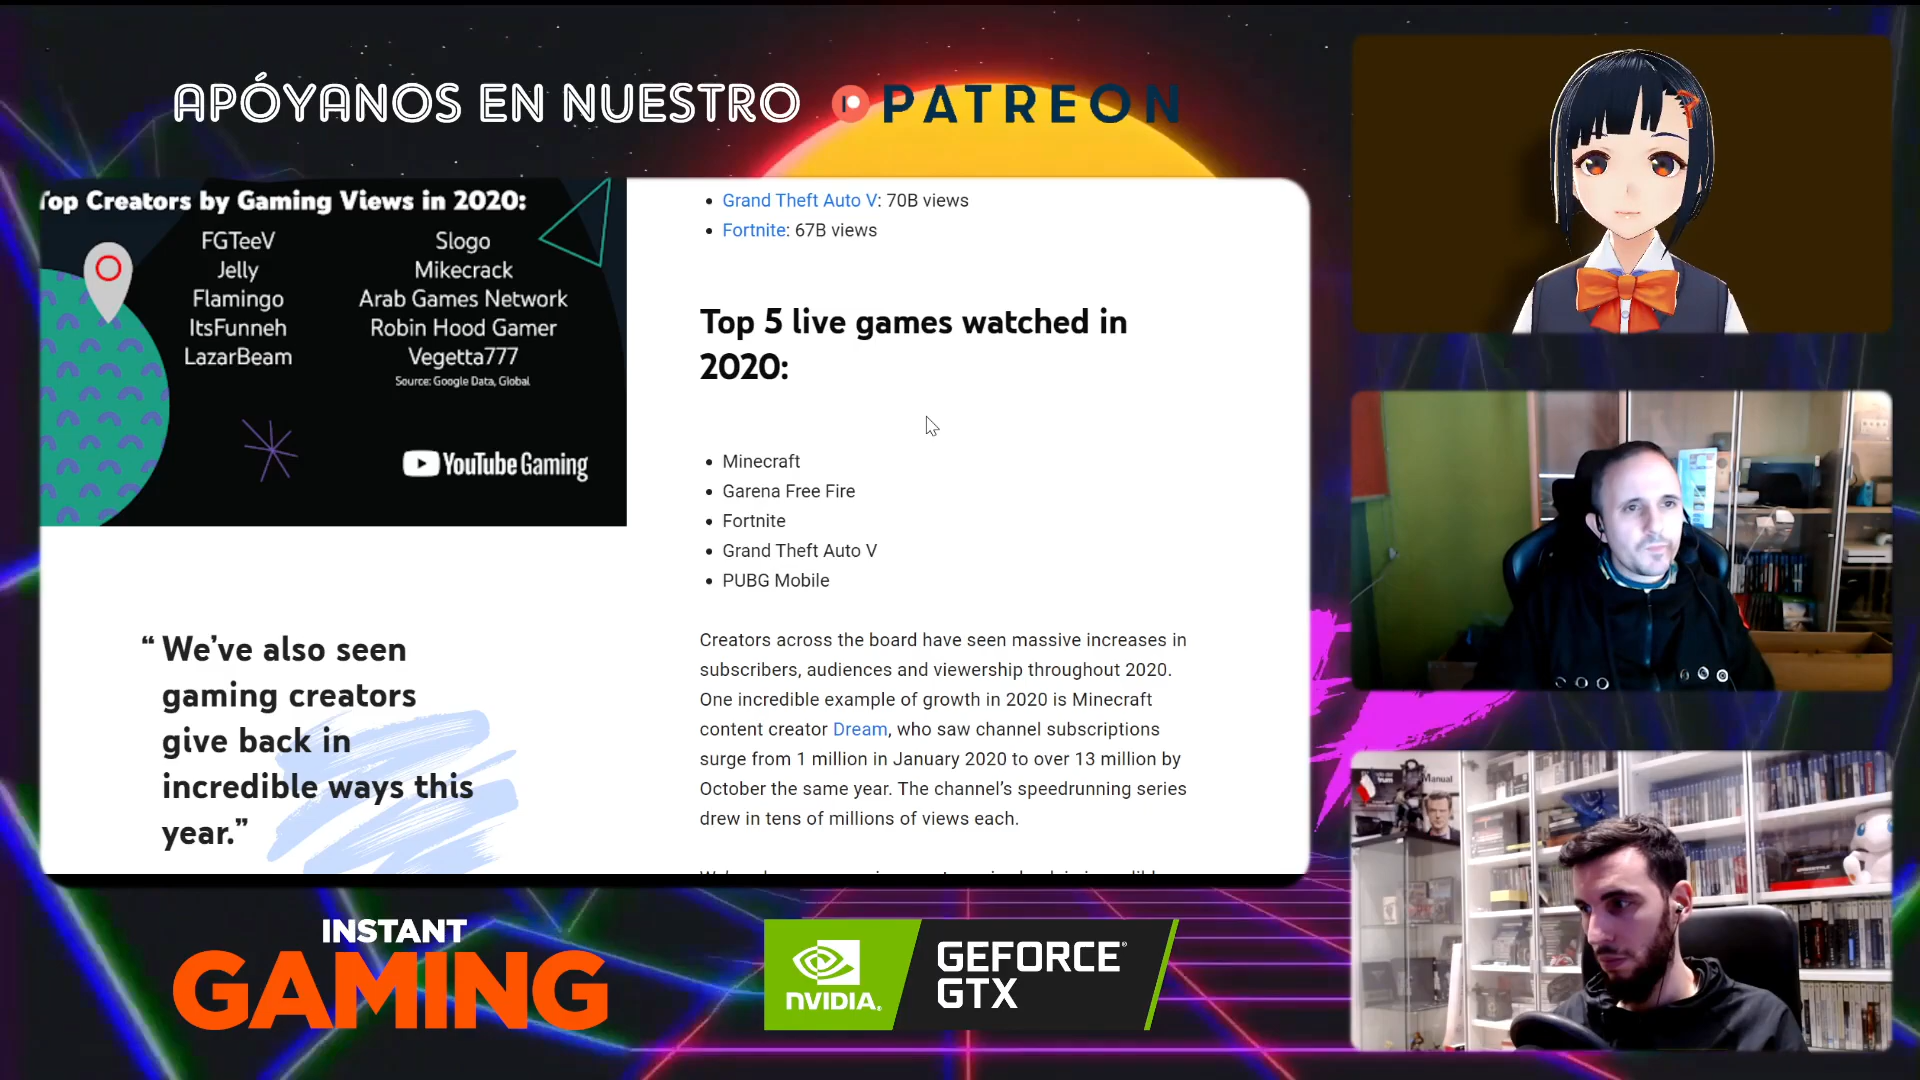 APÓYANOS EN NUESTRO PATREON
Top Creators by Gaming Views in 2020:
FGTeeV
Jelly
Flamingo
ItsFunneh
LazarBeam
Slogo
Mikecrack
Arab Games Network
Robin Hood Gamer
Vegetta777
Source: Google Data, Global
YouTube Gaming
“We’ve also seen
gaming creators
give back in
incredible ways this
year.”
Grand Theft Auto V: 70B views
Fortnite: 67B views
Top 5 live games watched in
2020:
Minecraft
Garena Free Fire
Fortnite
Grand Theft Auto V
PUBG Mobile
Creators across the board have seen massive increases in
subscribers, audiences and viewership throughout 2020.
One incredible example of growth in 2020 is Minecraft
content creator Dream, who saw channel subscriptions
surge from 1 million in January 2020 to over 13 million by
October the same year. The channel’s speedrunning series
drew in tens of millions of views each.
INSTANT
GAMING
NVIDIA.
GEFORCE®
GTX
Manual